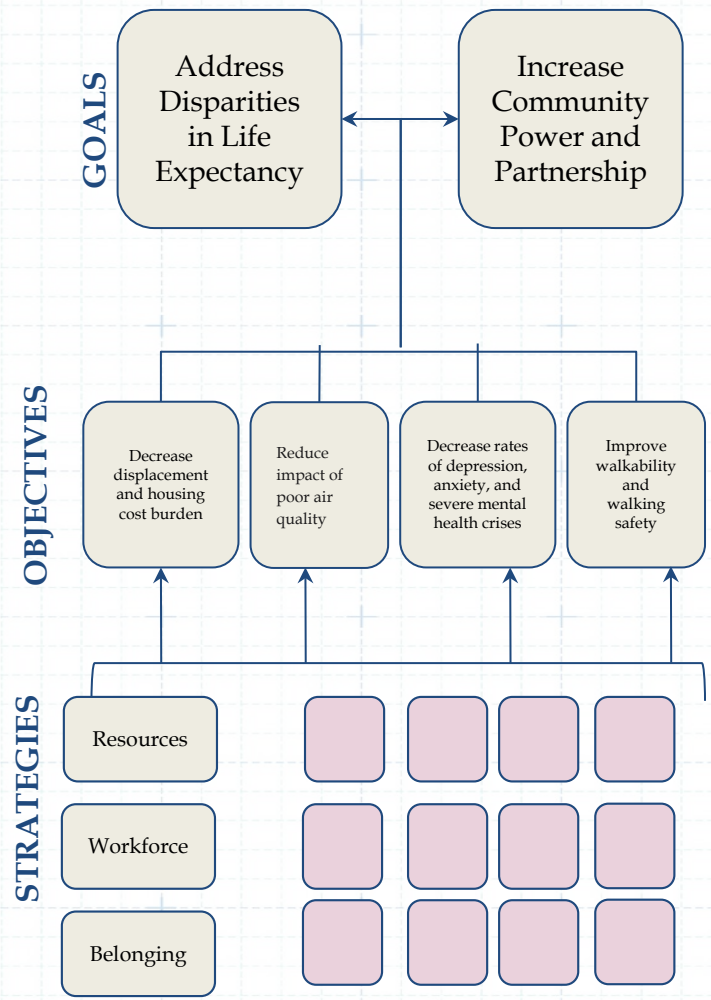 GOALS
Address
Disparities
in Life
Expectancy
Increase
Community
Power and
Partnership
OBJECTIVES
Decrease
displacement
and housing
cost burden
Reduce
impact of
poor air
quality
Decrease rates
of depression,
anxiety, and
severe mental
health crises
Improve
walkability
and
walking
safety
STRATEGIES
Resources
Workforce
Belonging